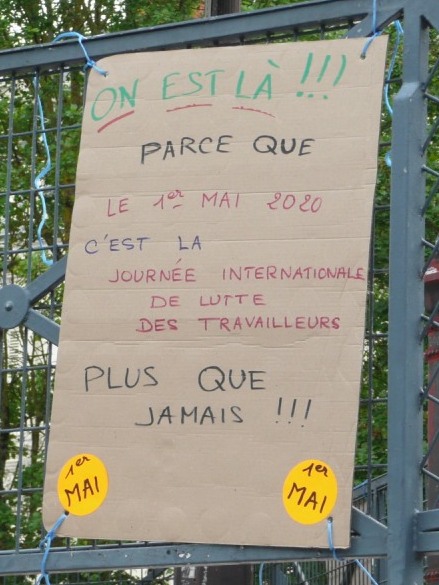 ON EST LÀ !!!
PARCE QUE
LE 1er MAI 2020
C'EST LA
JOURNÉE INTERNATIONALE
DE LUTTE
DES TRAVAILLEURS
PLUS QUE
JAMAIS !!!
1er
MAI
1er
MAI